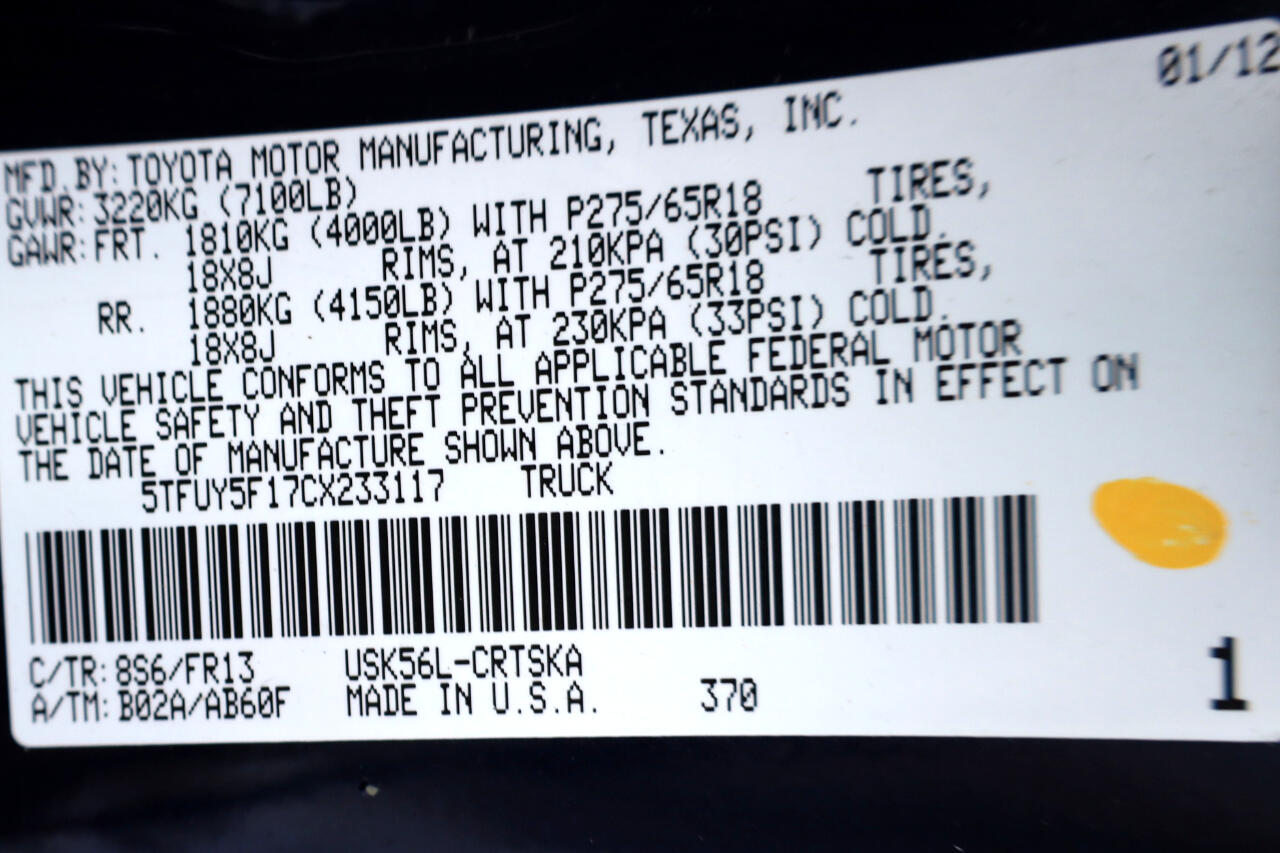 01/12
MFD.BY:TOYOTA MOTOR MANUFACTURING, TEXAS, INC.
GVWR:3220KG (7100LB)
GAWR:FRT. 1810KG (4000LB) WITH P275/65R18 TIRES,
18X8J RIMS, AT 210KPA (30PSI) COLD.
RR. 1880KG (4150LB) WITH P275/65R18 TIRES,
18X8J RIMS, AT 230KPA (33PSI) COLD.
THIS VEHICLE CONFORMS TO ALL APPLICABLE FEDERAL MOTOR
VEHICLE SAFETY AND THEFT PREVENTION STANDARDS IN EFFECT ON
THE DATE OF MANUFACTURE SHOWN ABOVE.
5TFUY5F17CX233117 TRUCK
C/TR:8S6/FR13 USK56L-CRTSKA
A/TM:B02A/AB60F MADE IN U.S.A. 370
1